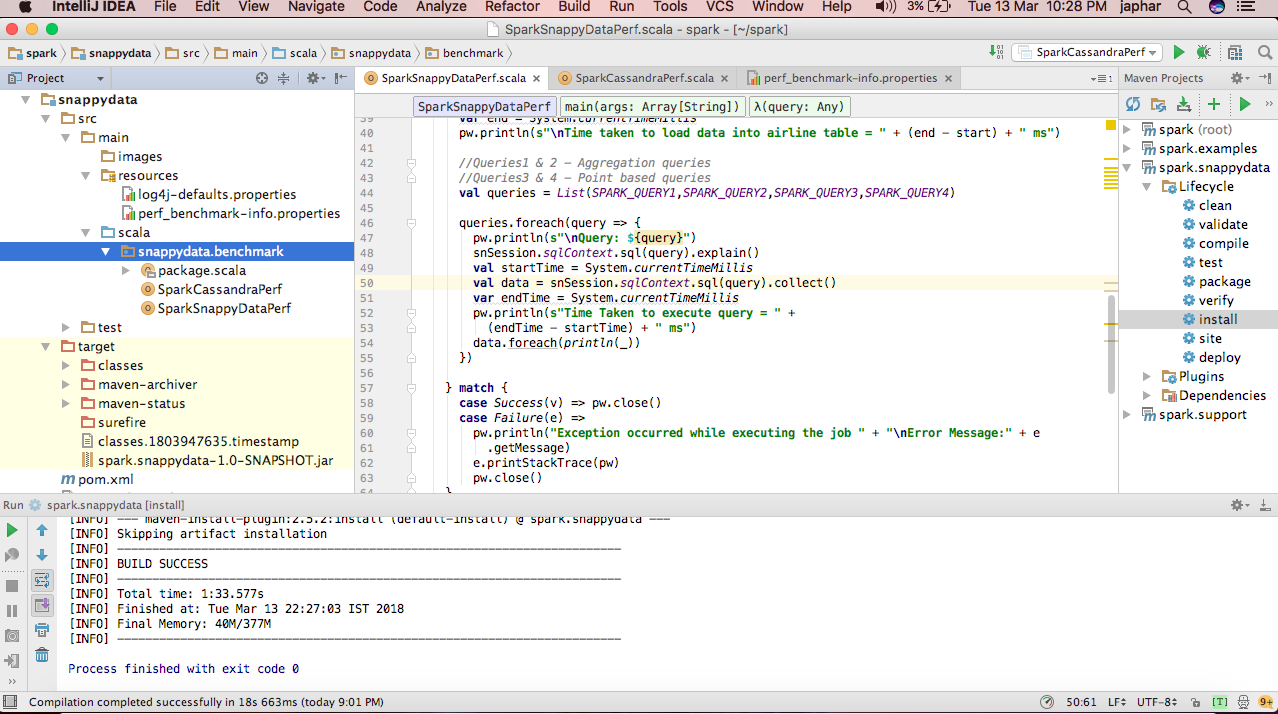 IntelliJ IDEA File Edit View Navigate Code Analyze Refactor Build Run Tools VCS Window Help 3% Tue 13 Mar 10:28 PM japhar
SparkSnappyDataPerf.scala - spark - [~/spark]
spark snappydata src main scala snappydata benchmark SparkCassandraPerf
Project
SparkSnappyDataPerf.scala SparkCassandraPerf.scala perf_benchmark-info.properties
Maven Projects
SparkSnappyDataPerf main(args: Array[String]) λ(query: Any)
snappydata
src
main
images
resources
log4j-defaults.properties
perf_benchmark-info.properties
scala
snappydata.benchmark
package.scala
SparkCassandraPerf
SparkSnappyDataPerf
test
target
classes
maven-archiver
maven-status
surefire
classes.1803947635.timestamp
spark.snappydata-1.0-SNAPSHOT.jar
pom.xml
39 var end = System.currentTimeMillis
40 pw.println(s"\nTime taken to load data into airline table = " + (end - start) + " ms")
41
42 //Queries1 & 2 - Aggregation queries
43 //Queries3 & 4 - Point based queries
44 val queries = List(SPARK_QUERY1,SPARK_QUERY2,SPARK_QUERY3,SPARK_QUERY4)
45
46 queries.foreach(query => {
47 pw.println(s"\nQuery: ${query}")
48 snSession.sqlContext.sql(query).explain()
49 val startTime = System.currentTimeMillis
50 val data = snSession.sqlContext.sql(query).collect()
51 var endTime = System.currentTimeMillis
52 pw.println(s"Time Taken to execute query = " +
53 (endTime - startTime) + " ms")
54 data.foreach(println(_))
55 })
56
57 } match {
58 case Success(v) => pw.close()
59 case Failure(e) =>
60 pw.println("Exception occurred while executing the job " + "\nError Message:" + e
61 .getMessage)
62 e.printStackTrace(pw)
63 pw.close()
64 }
spark (root)
spark.examples
spark.snappydata
Lifecycle
clean
validate
compile
test
package
verify
install
site
deploy
Plugins
Dependencies
spark.support
Run spark.snappydata [install]
[INFO] --- maven-install-plugin:2.5.2:install (default-install) @ spark.snappydata ---
[INFO] Skipping artifact installation
[INFO] ------------------------------------------------------------------------
[INFO] BUILD SUCCESS
[INFO] ------------------------------------------------------------------------
[INFO] Total time: 1:33.577s
[INFO] Finished at: Tue Mar 13 22:27:03 IST 2018
[INFO] Final Memory: 40M/377M
[INFO] ------------------------------------------------------------------------
Process finished with exit code 0
Compilation completed successfully in 18s 663ms (today 9:01 PM) 50:61 LF UTF-8 [T] 9+